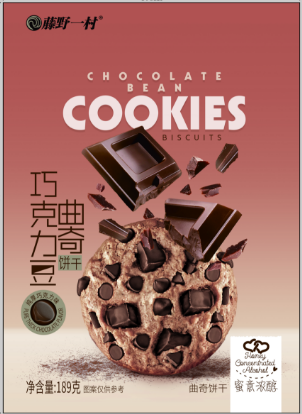 藤野一村®
CHOCOLATE
BEAN
COOKIES
BISCUITS
巧克力豆
曲奇
饼干
净含量:189克 图案仅供参考
曲奇饼干
Honey
Concentrated
Alcohol
蜜意浓醇